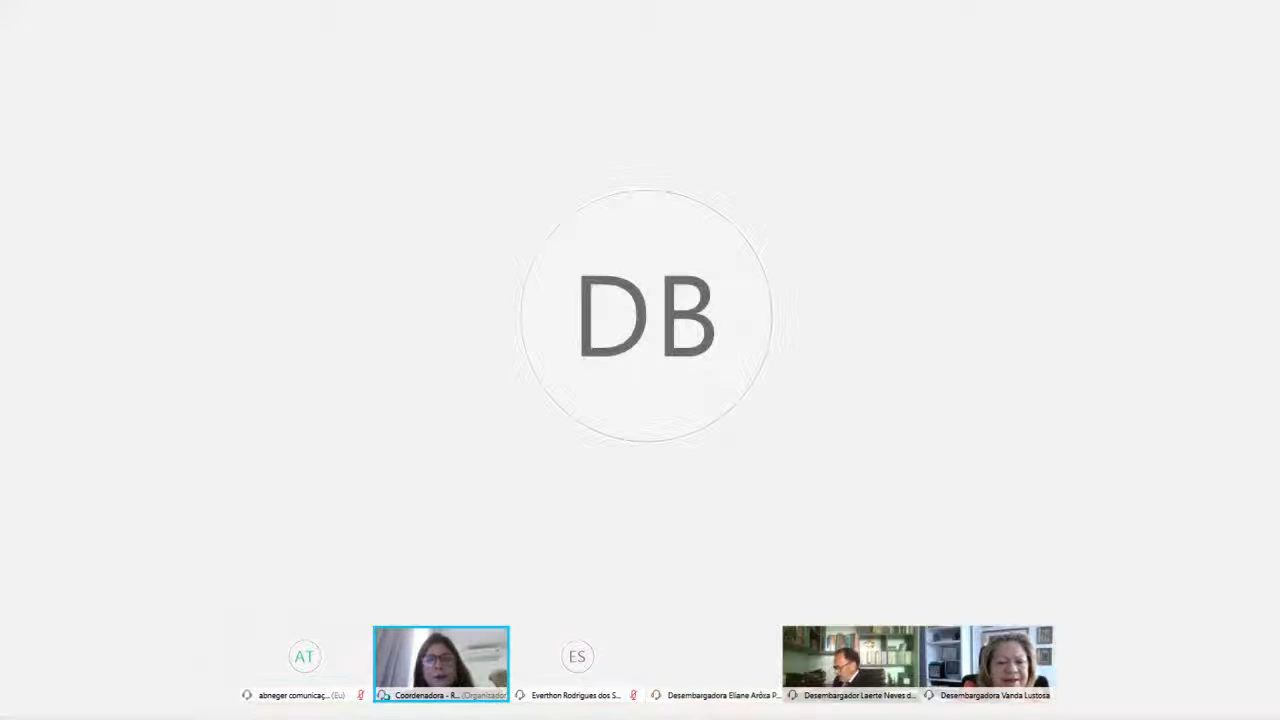 DB
AT
ES
abneger comunicaç... (Eu)
Coordenadora - R... (Organizador
Everthon Rodrigues dos S...
Desembargadora Eliane Arôxa P...
Desembargador Laerte Neves d...
Desembargadora Vanda Lustosa